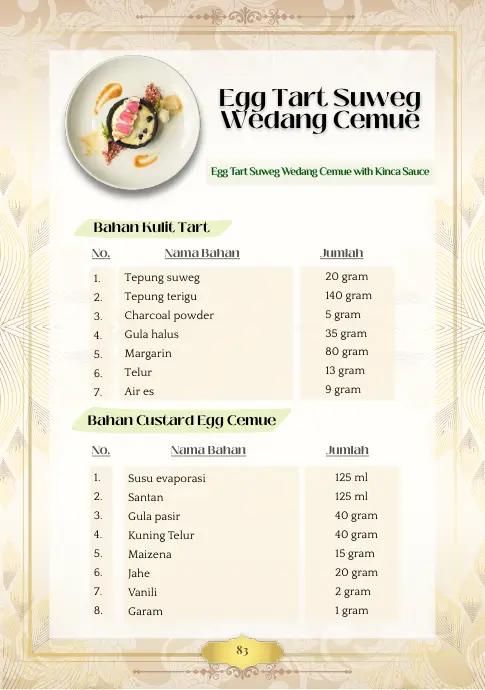 Egg Tart Suweg
Wedang Cemue
Egg Tart Suweg Wedang Cemue with Kinca Sauce
Bahan Kulit Tart
No. Nama Bahan Jumlah
1. Tepung suweg 20 gram
2. Tepung terigu 140 gram
3. Charcoal powder 5 gram
4. Gula halus 35 gram
5. Margarin 80 gram
6. Telur 13 gram
7. Air es 9 gram
Bahan Custard Egg Cemue
No. Nama Bahan Jumlah
1. Susu evaporasi 125 ml
2. Santan 125 ml
3. Gula pasir 40 gram
4. Kuning Telur 40 gram
5. Maizena 15 gram
6. Jahe 20 gram
7. Vanili 2 gram
8. Garam 1 gram
83